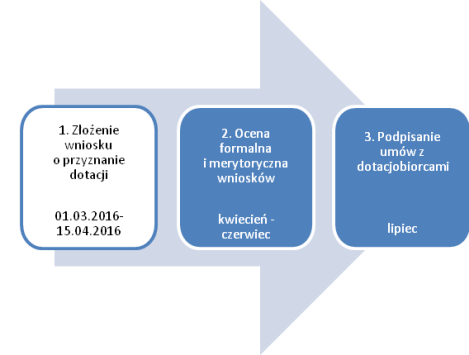 1. Złożenie
wniosku
o przyznanie
dotacji
01.03.2016-
15.04.2016
2. Ocena
formalna
i merytoryczna
wniosków
kwiecień -
czerwiec
3. Podpisanie
umów z
dotacjobiorcami
lipiec